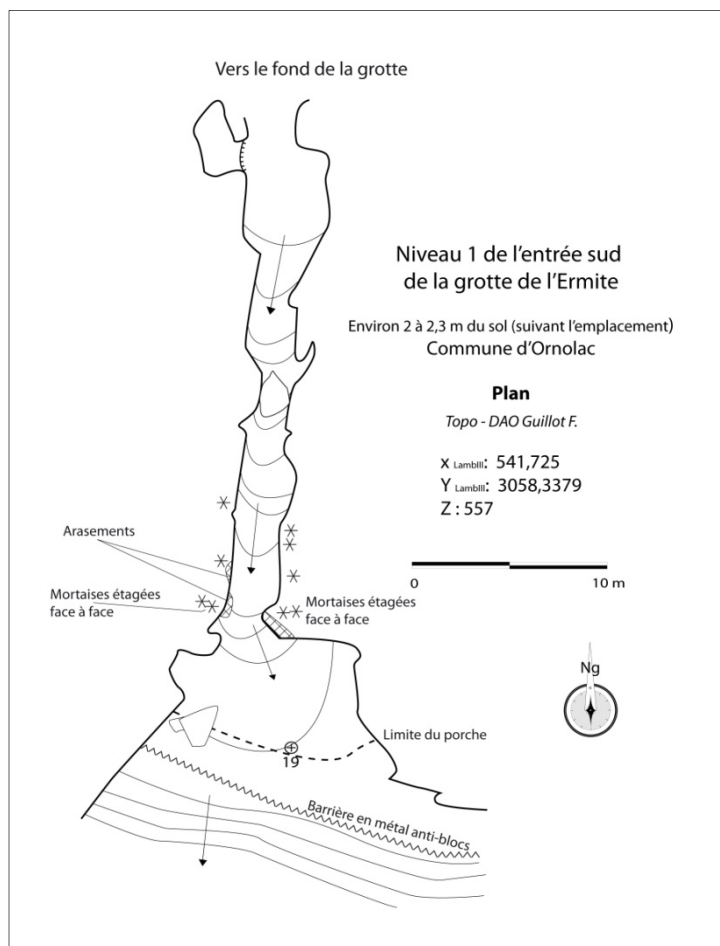 Vers le fond de la grotte
Niveau 1 de l'entrée sud
de la grotte de l'Ermite
Environ 2 à 2,3 m du sol (suivant l'emplacement)
Commune d'Ornolac
Plan
Topo - DAO Guillot F.
x LambIII: 541,725
Y LambIII: 3058,3379
Z : 557
0 10 m
Arasements
Mortaises étagées
face à face
Mortaises étagées
face à face
Ng
Limite du porche
19
Barrière en métal anti-blocs